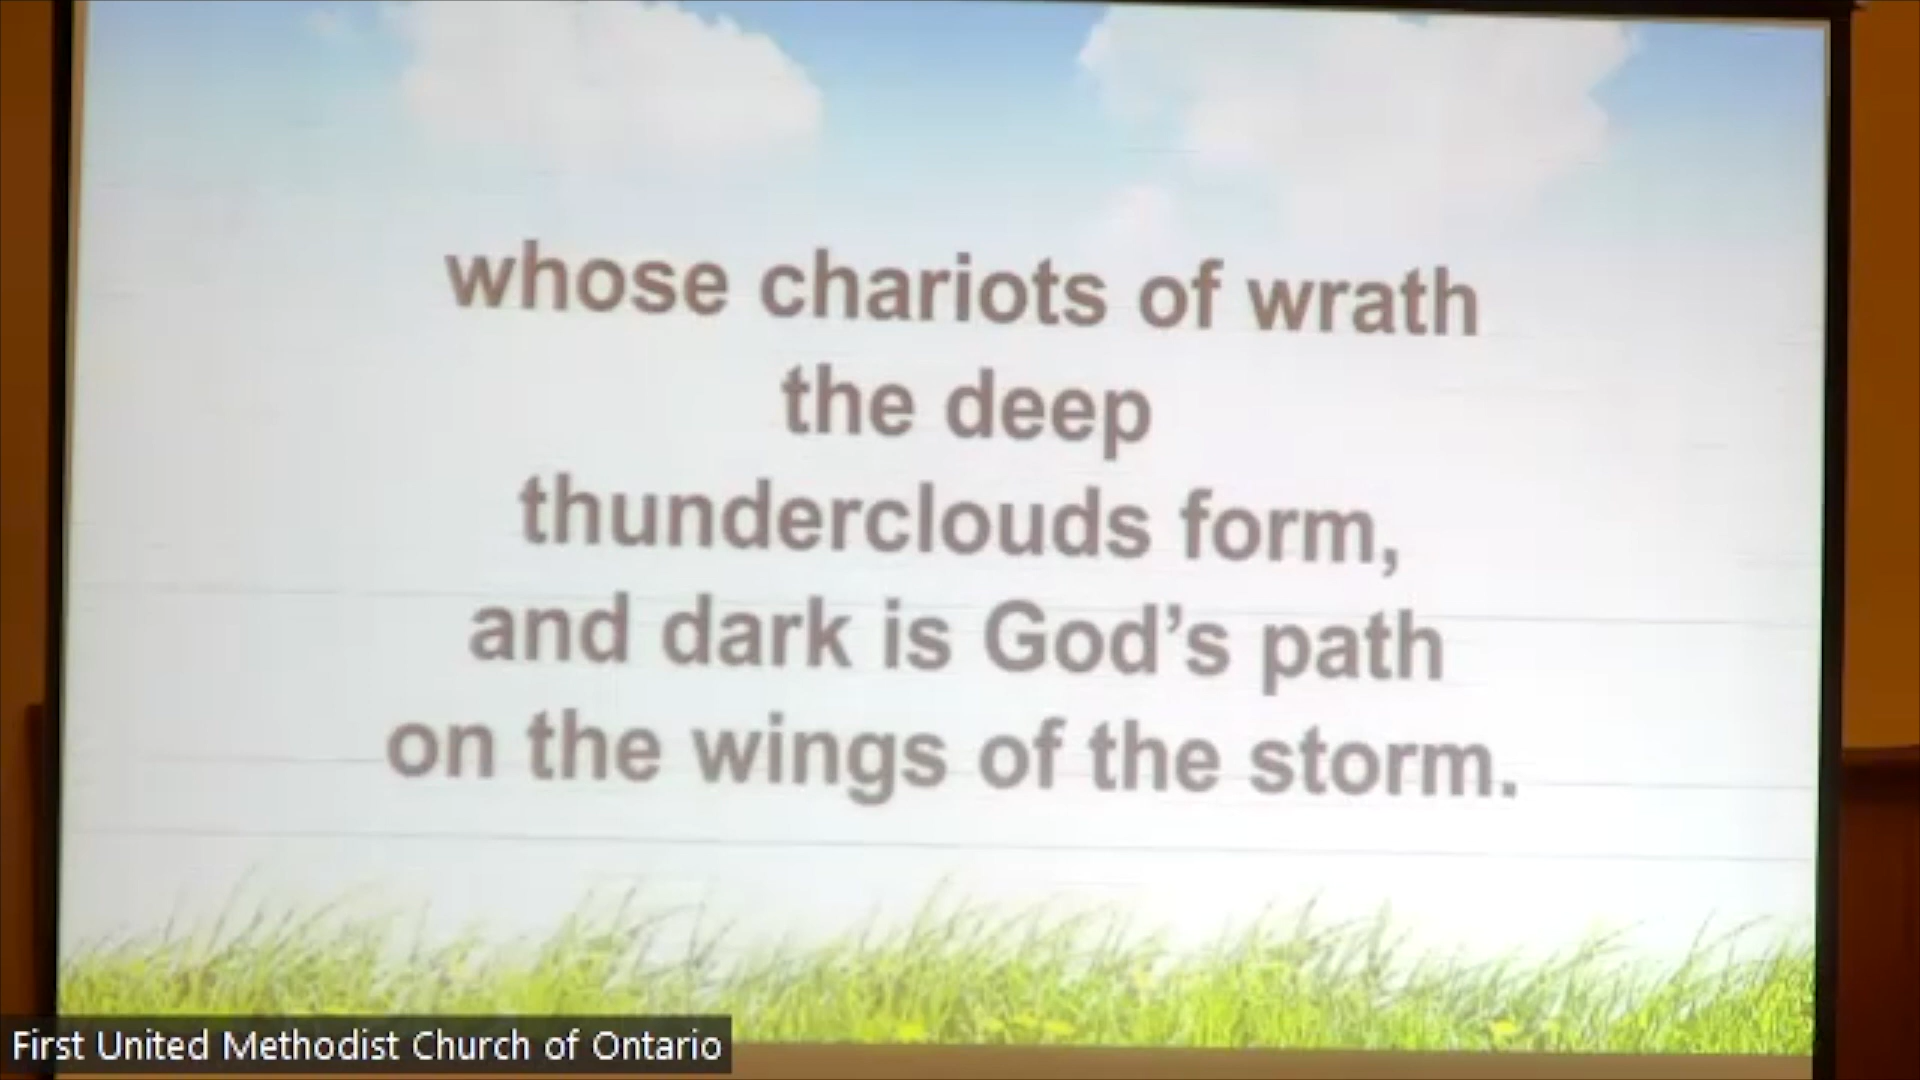 whose chariots of wrath
the deep
thunderclouds form,
and dark is God's path
on the wings of the storm.
First United Methodist Church of Ontario